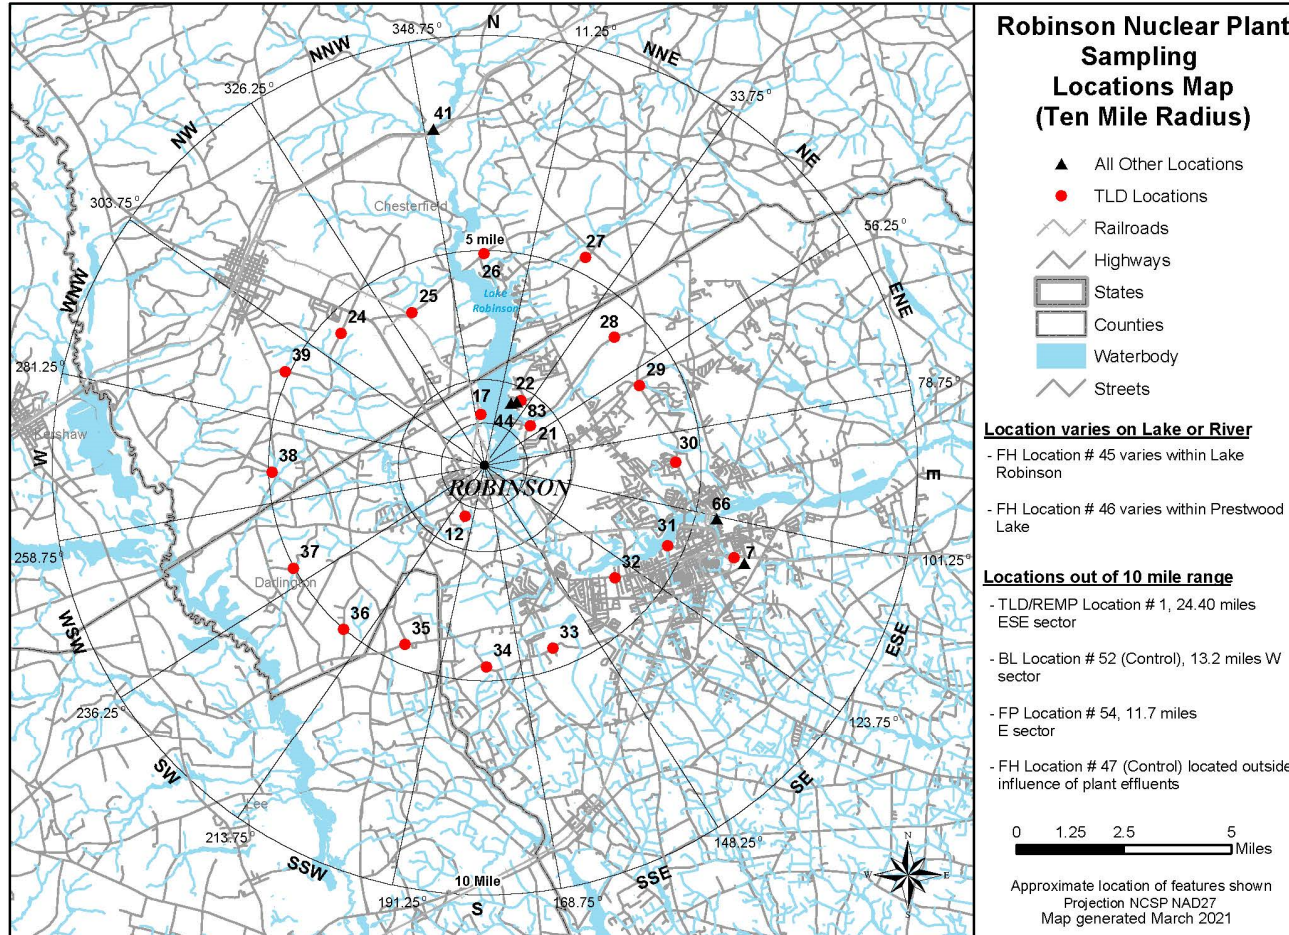 N
348.75 °
11.25 °
NNW
NNE
326.25 °
33.75 °
41
NW
NE
303.75 °
Chesterfield
56.25 °
5 mile
27
26
WNW
ENE
Lake
Robinson
25
24
28
39
29
281.25 °
78.75 °
17
22
44
83
21
Kershaw
W
38
30
E
ROBINSON
66
12
31
7
101.25 °
258.75 °
37
Darlington
32
WSW
36
35
33
34
ESE
236.25 °
123.75 °
SW
SE
Lee
213.75 °
148.25 °
SSW
SSE
10 Mile
191.25 °
S
168.75 °
N
W
E
S
Robinson Nuclear Plant
Sampling
Locations Map
(Ten Mile Radius)
All Other Locations
TLD Locations
Railroads
Highways
States
Counties
Waterbody
Streets
Location varies on Lake or River
- FH Location # 45 varies within Lake
Robinson
- FH Location # 46 varies within Prestwood
Lake
Locations out of 10 mile range
- TLD/REMP Location # 1, 24.40 miles
ESE sector
- BL Location # 52 (Control), 13.2 miles W
sector
- FP Location # 54, 11.7 miles
E sector
- FH Location # 47 (Control) located outside
influence of plant effluents
0 1.25 2.5 5
Miles
Approximate location of features shown
Projection NCSP NAD27
Map generated March 2021